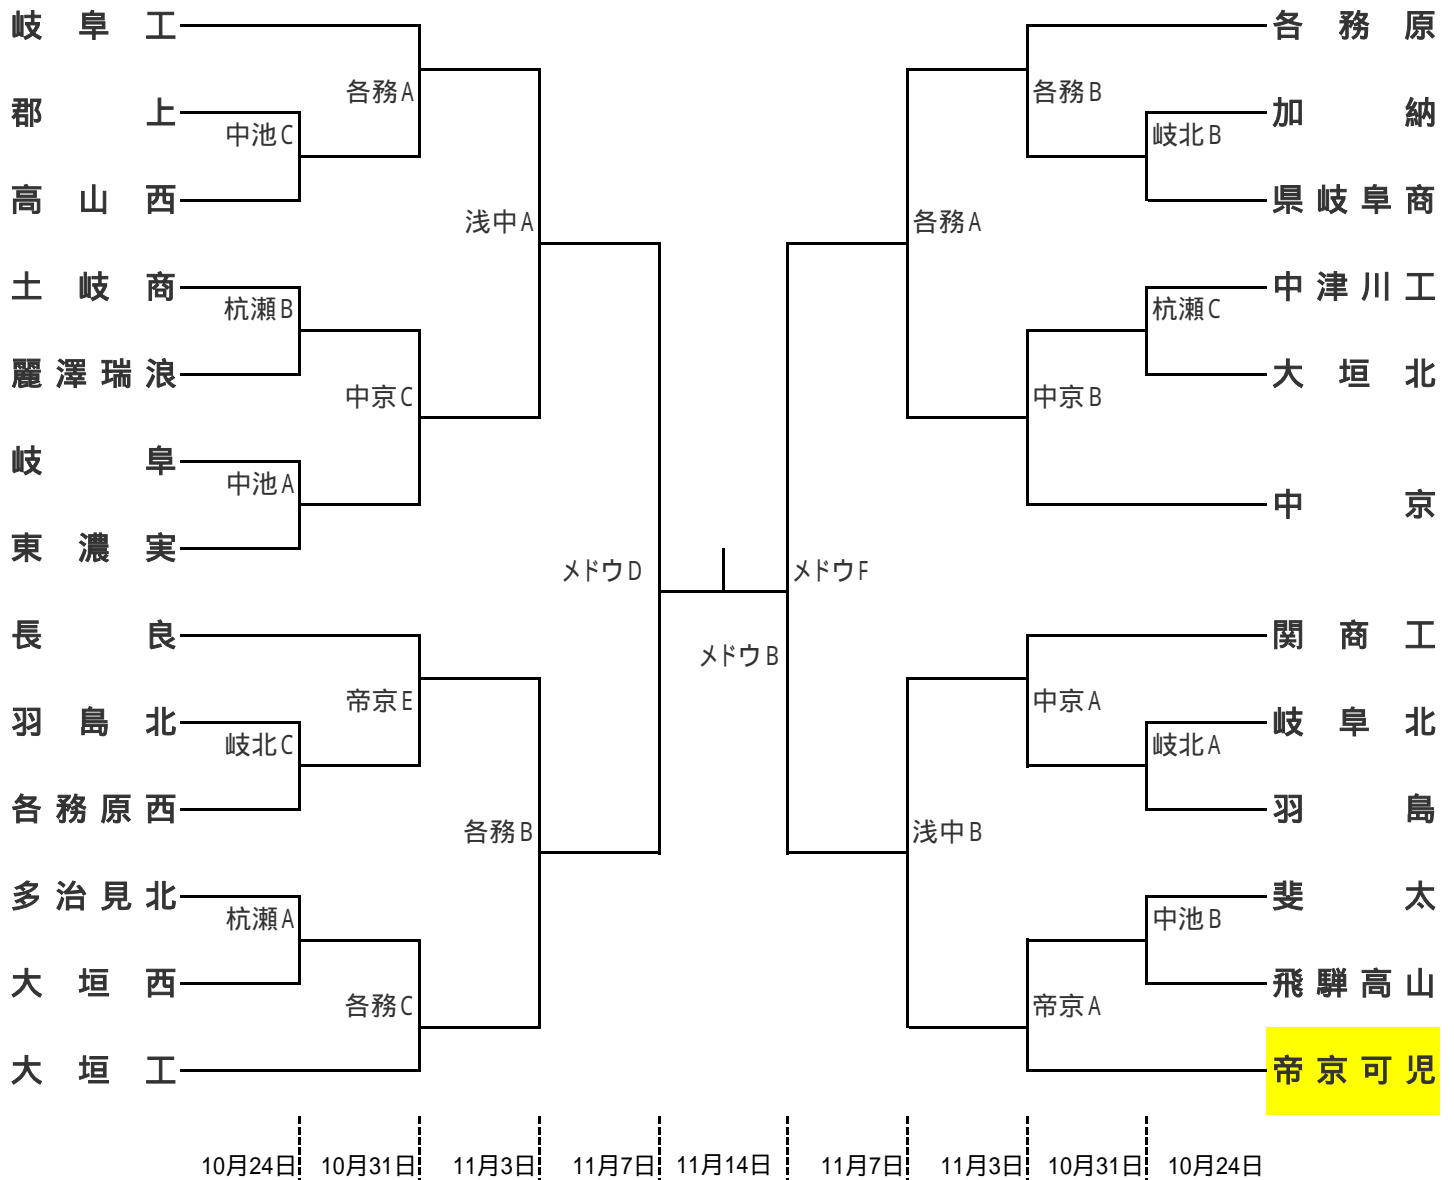 岐阜工 各務原
各務A 各務B
郡上 加納
中池C 岐北B
高山西 県岐阜商
浅中A 各務A
土岐商 中津川工
杭瀬B 杭瀬C
麗澤瑞浪 大垣北
中京C 中京B
岐阜
中池A
中京
東濃実
メドウD メドウF
長良 関商工
メドウB
帝京E 中京A
羽島北 岐阜北
岐北C 岐北A
各務原西 羽島
各務B 浅中B
多治見北 斐太
杭瀬A 中池B
大垣西 飛騨高山
各務C 帝京A
大垣工 帝京可児
10月24日 10月31日 11月3日 11月7日 11月14日 11月7日 11月3日 10月31日 10月24日